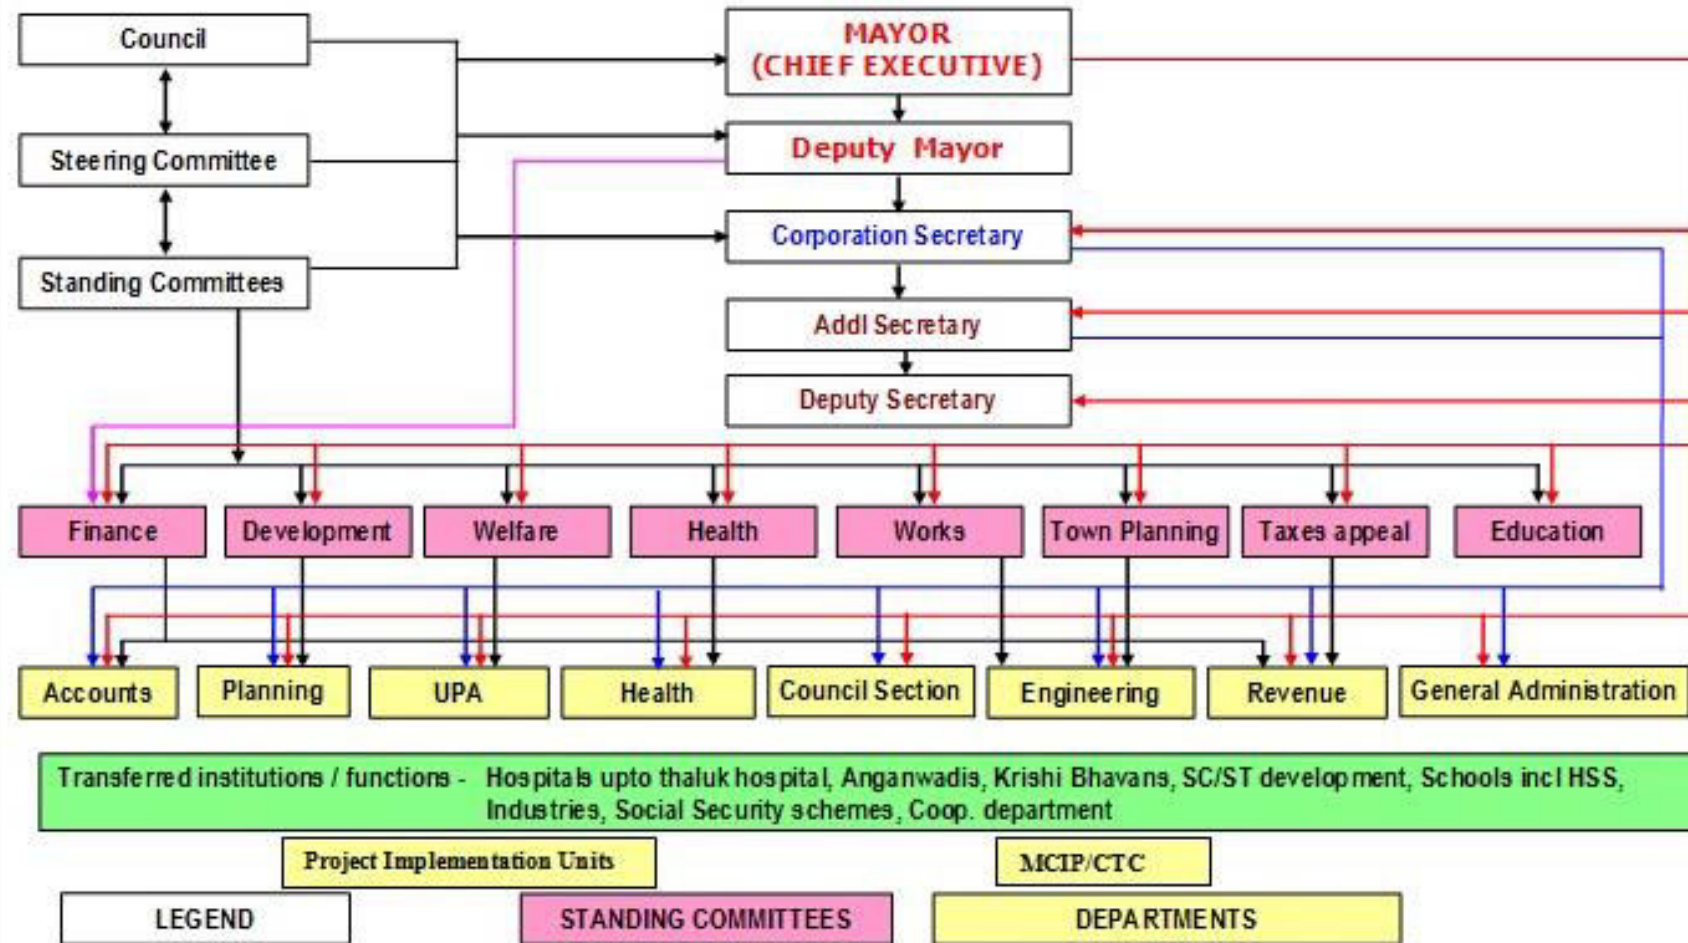 Council
MAYOR
(CHIEF EXECUTIVE)
Steering Committee
Deputy Mayor
Standing Committees
Corporation Secretary
Addl Secretary
Deputy Secretary
Finance
Development
Welfare
Health
Works
Town Planning
Taxes appeal
Education
Accounts
Planning
UPA
Health
Council Section
Engineering
Revenue
General Administration
Transferred institutions / functions - Hospitals upto thaluk hospital, Anganwadis, Krishi Bhavans, SC/ST development, Schools incl HSS,
Industries, Social Security schemes, Coop. department
Project Implementation Units
MCIP/CTC
LEGEND
STANDING COMMITTEES
DEPARTMENTS